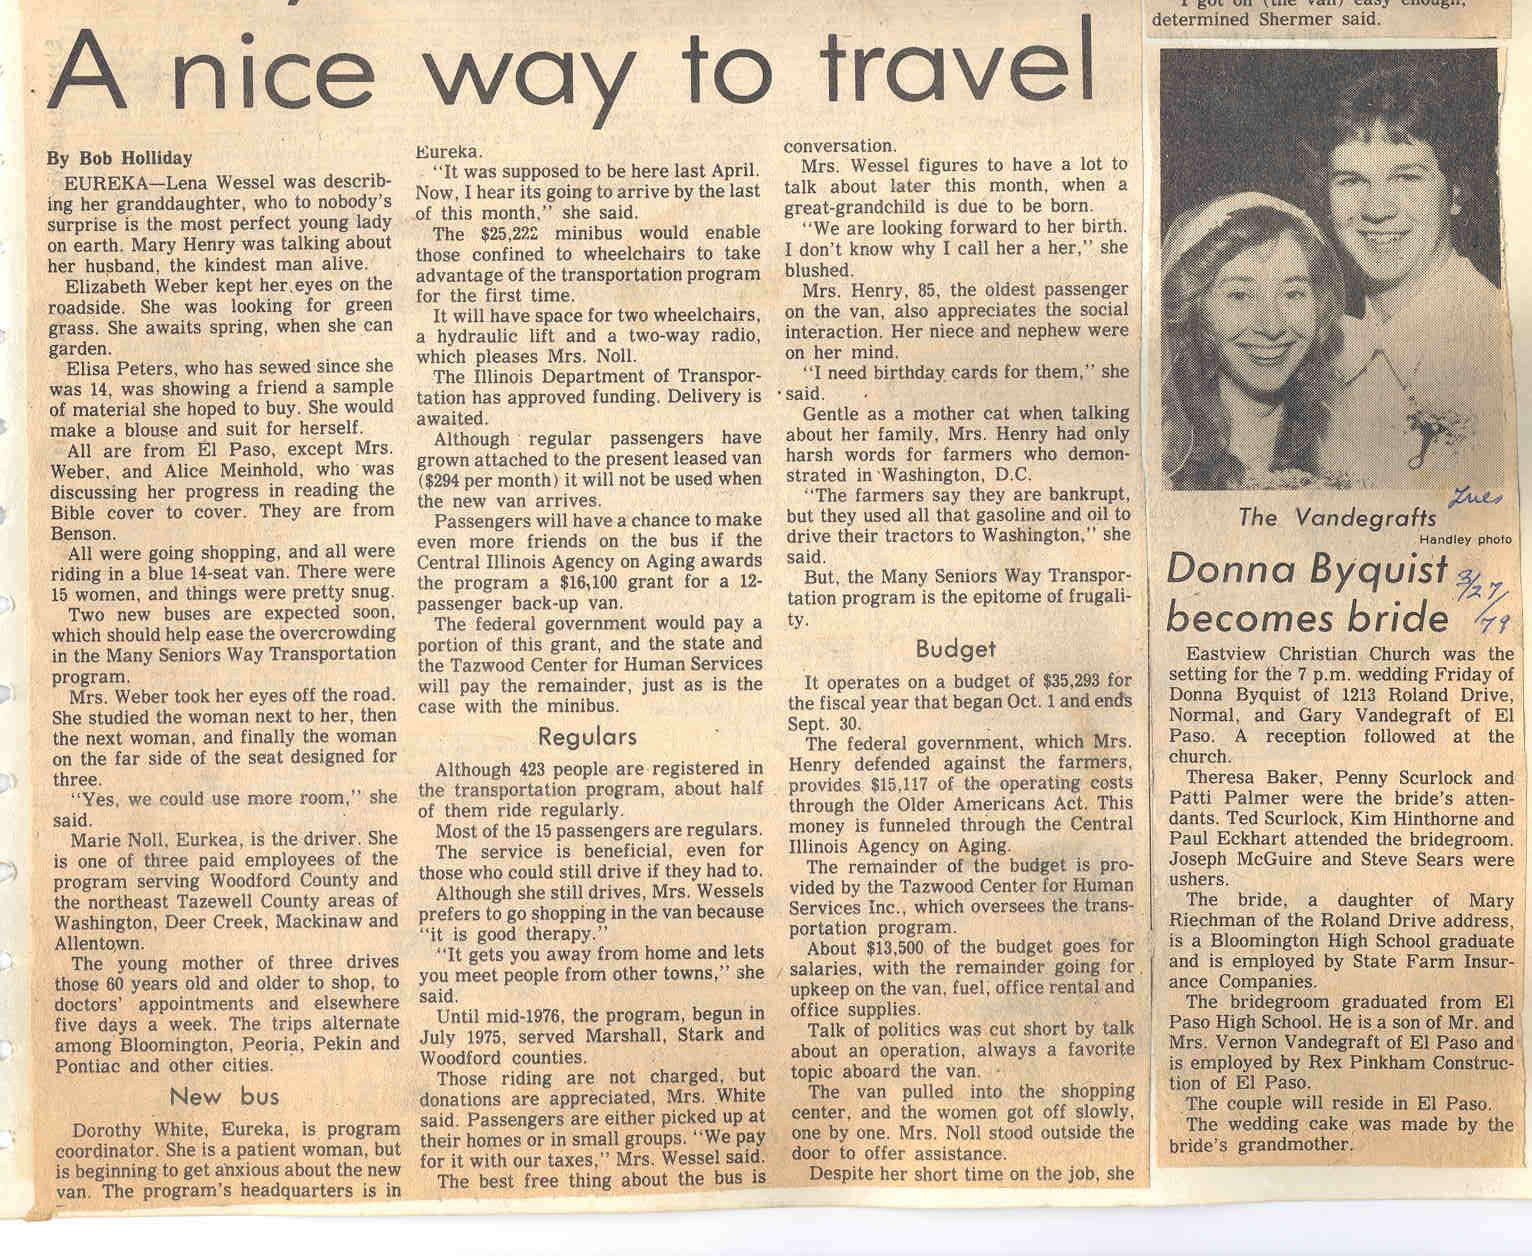 A nice way to travel
By Bob Holliday
EUREKA—Lena Wessel was describ-
ing her granddaughter, who to nobody's
surprise is the most perfect young lady
on earth. Mary Henry was talking about
her husband, the kindest man alive.
Elizabeth Weber kept her eyes on the
roadside. She was looking for green
grass. She awaits spring, when she can
garden.
Elisa Peters, who has sewed since she
was 14, was showing a friend a sample
of material she hoped to buy. She would
make a blouse and suit for herself.
All are from El Paso, except Mrs.
Weber, and Alice Meinhold, who was
discussing her progress in reading the
Bible cover to cover. They are from
Benson.
All were going shopping, and all were
riding in a blue 14-seat van. There were
15 women, and things were pretty snug.
Two new buses are expected soon,
which should help ease the overcrowding
in the Many Seniors Way Transportation
program.
Mrs. Weber took her eyes off the road.
She studied the woman next to her, then
the next woman, and finally the woman
on the far side of the seat designed for
three.
"Yes, we could use more room," she
said.
Marie Noll, Eurkea, is the driver. She
is one of three paid employees of the
program serving Woodford County and
the northeast Tazewell County areas of
Washington, Deer Creek, Mackinaw and
Allentown.
The young mother of three drives
those 60 years old and older to shop, to
doctors' appointments and elsewhere
five days a week. The trips alternate
among Bloomington, Peoria, Pekin and
Pontiac and other cities.
New bus
Dorothy White, Eureka, is program
coordinator. She is a patient woman, but
is beginning to get anxious about the new
van. The program's headquarters is in
Eureka.
"It was supposed to be here last April.
Now, I hear its going to arrive by the last
of this month," she said.
The $25,222 minibus would enable
those confined to wheelchairs to take
advantage of the transportation program
for the first time.
It will have space for two wheelchairs,
a hydraulic lift and a two-way radio,
which pleases Mrs. Noll.
The Illinois Department of Transpor-
tation has approved funding. Delivery is
awaited.
Although regular passengers have
grown attached to the present leased van
($294 per month) it will not be used when
the new van arrives.
Passengers will have a chance to make
even more friends on the bus if the
Central Illinois Agency on Aging awards
the program a $16,100 grant for a 12-
passenger back-up van.
The federal government would pay a
portion of this grant, and the state and
the Tazwood Center for Human Services
will pay the remainder, just as is the
case with the minibus.
Regulars
Although 423 people are registered in
the transportation program, about half
of them ride regularly.
Most of the 15 passengers are regulars.
The service is beneficial, even for
those who could still drive if they had to.
Although she still drives, Mrs. Wessels
prefers to go shopping in the van because
"it is good therapy."
"It gets you away from home and lets
you meet people from other towns," she
said.
Until mid-1976, the program, begun in
July 1975, served Marshall, Stark and
Woodford counties.
Those riding are not charged, but
donations are appreciated, Mrs. White
said. Passengers are either picked up at
their homes or in small groups. "We pay
for it with our taxes," Mrs. Wessel said.
The best free thing about the bus is
conversation.
Mrs. Wessel figures to have a lot to
talk about later this month, when a
great-grandchild is due to be born.
"We are looking forward to her birth.
I don't know why I call her a her," she
blushed.
Mrs. Henry, 85, the oldest passenger
on the van, also appreciates the social
interaction. Her niece and nephew were
on her mind.
"I need birthday cards for them," she
said.
Gentle as a mother cat when talking
about her family, Mrs. Henry had only
harsh words for farmers who demon-
strated in Washington, D.C.
"The farmers say they are bankrupt,
but they used all that gasoline and oil to
drive their tractors to Washington," she
said.
But, the Many Seniors Way Transpor-
tation program is the epitome of frugali-
ty.
Budget
It operates on a budget of $35,293 for
the fiscal year that began Oct. 1 and ends
Sept. 30.
The federal government, which Mrs.
Henry defended against the farmers,
provides $15,117 of the operating costs
through the Older Americans Act. This
money is funneled through the Central
Illinois Agency on Aging.
The remainder of the budget is pro-
vided by the Tazwood Center for Human
Services Inc., which oversees the trans-
portation program.
About $13,500 of the budget goes for
salaries, with the remainder going for
upkeep on the van, fuel, office rental and
office supplies.
Talk of politics was cut short by talk
about an operation, always a favorite
topic aboard the van.
The van pulled into the shopping
center, and the women got off slowly,
one by one. Mrs. Noll stood outside the
door to offer assistance.
Despite her short time on the job, she
"I got on (the van) easy enough,"
determined Shermer said.
Tues
The Vandegrafts
Handley photo
Donna Byquist
becomes bride
3/27/
79
Eastview Christian Church was the
setting for the 7 p.m. wedding Friday of
Donna Byquist of 1213 Roland Drive,
Normal, and Gary Vandegraft of El
Paso. A reception followed at the
church.
Theresa Baker, Penny Scurlock and
Patti Palmer were the bride's atten-
dants. Ted Scurlock, Kim Hinthorne and
Paul Eckhart attended the bridegroom.
Joseph McGuire and Steve Sears were
ushers.
The bride, a daughter of Mary
Riechman of the Roland Drive address,
is a Bloomington High School graduate
and is employed by State Farm Insur-
ance Companies.
The bridegroom graduated from El
Paso High School. He is a son of Mr. and
Mrs. Vernon Vandegraft of El Paso and
is employed by Rex Pinkham Construc-
tion of El Paso.
The couple will reside in El Paso.
The wedding cake was made by the
bride's grandmother.